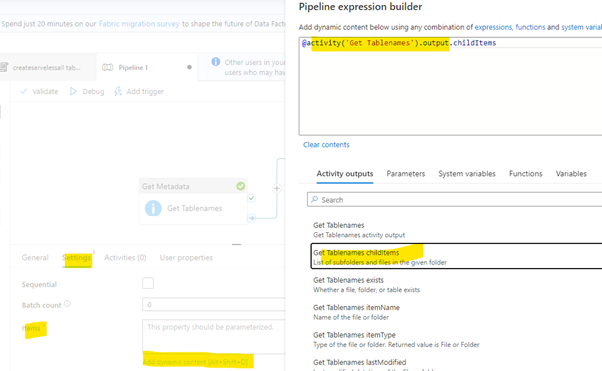 Spend just 20 minutes on our Fabric migration survey to shape the future of Data Fact
createserverlessall tab...
Pipeline 1
Other users in your
users who may hav
Validate
Debug
Add trigger
Get Metadata
Get Tablenames
General
Settings
Activities (0)
User properties
Sequential
Batch count
0
Items
This property should be parameterized.
Add dynamic content [Alt+Shift+D]
Pipeline expression builder
Add dynamic content below using any combination of expressions, functions and system varia
@activity('Get Tablenames').output.childItems
Clear contents
Activity outputs
Parameters
System variables
Functions
Variables
Search
Get Tablenames
Get Tablenames activity output
Get Tablenames childItems
List of subfolders and files in the given folder
Get Tablenames exists
Whether a file, folder, or table exists
Get Tablenames itemName
Name of the file or folder
Get Tablenames itemType
Type of the file or folder. Returned value is File or Folder
Get Tablenames lastModified